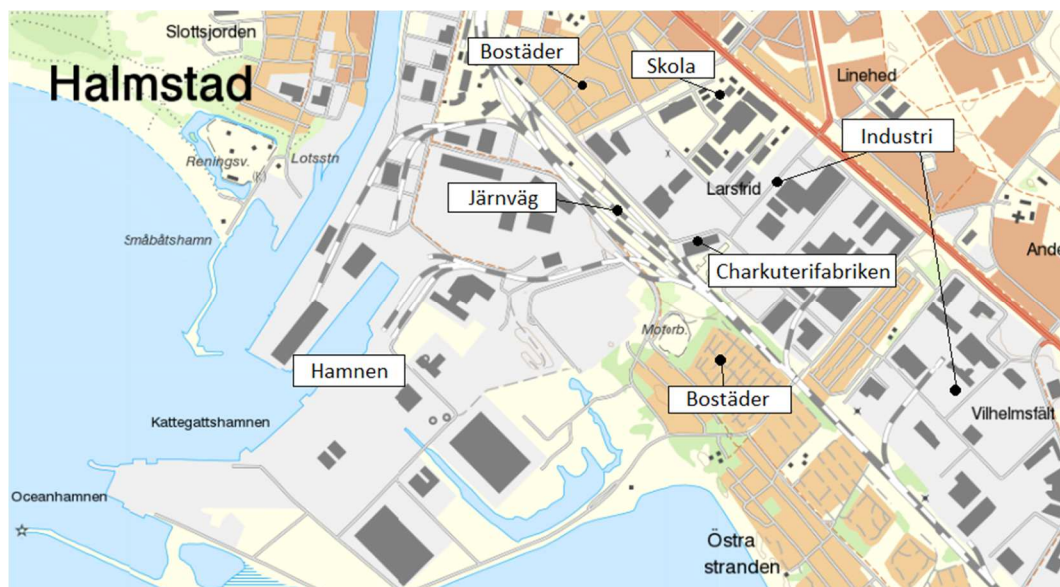 Slottsjorden
Bostäder
Skola
Linehed
Halmstad
Industri
Reningsv.
Lotsstn
(K)
Järnväg
Larsfrid
Småbåtshamn
Charkuterifabriken
Ande
Motorb.
Hamnen
Bostäder
Kattegattshamnen
Vilhelmsfält
Oceanhamnen
Östra
stranden